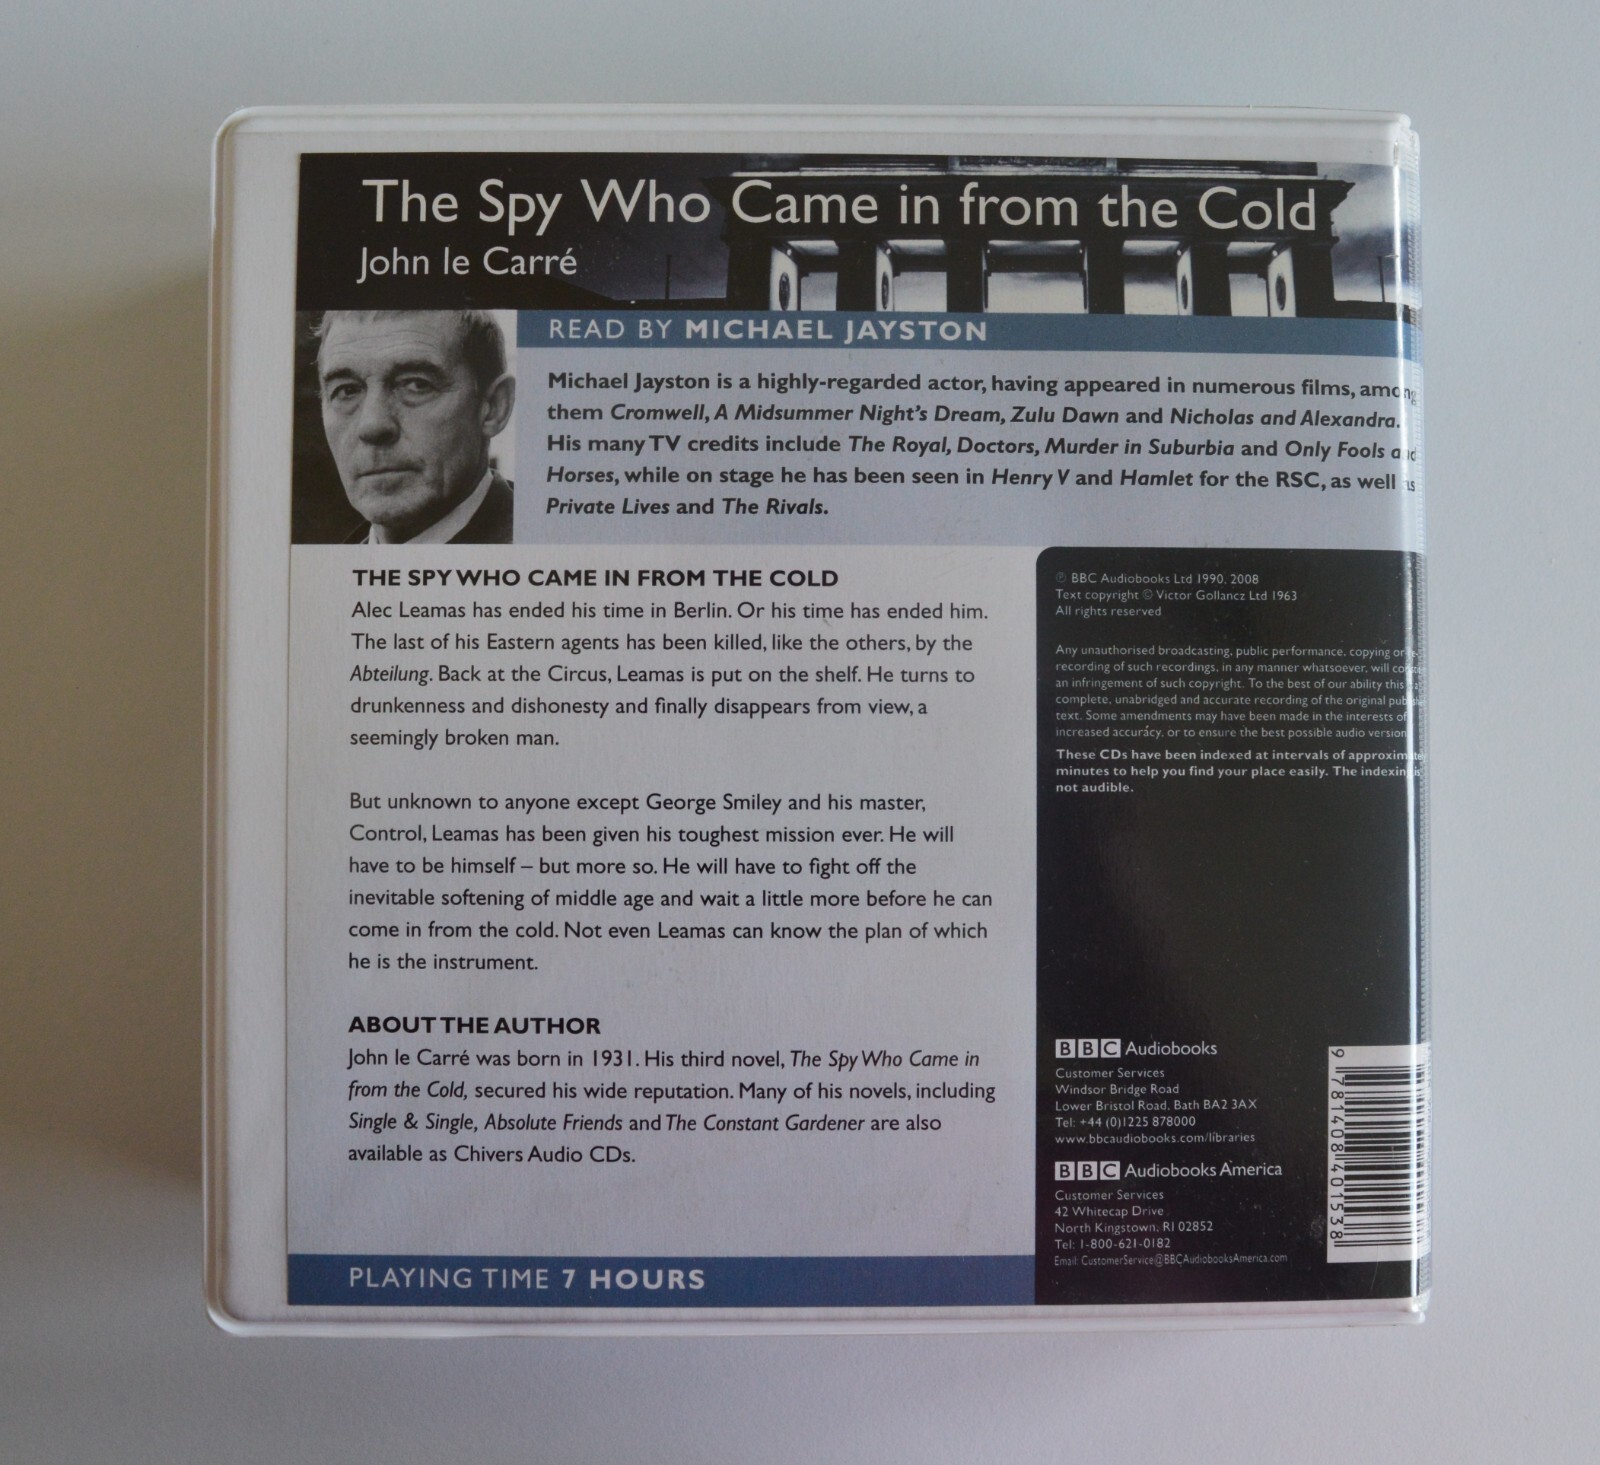 The Spy Who Came in from the Cold
John le Carré
READ BY MICHAEL JAYSTON
Michael Jayston is a highly-regarded actor, having appeared in numerous films, among
them Cromwell, A Midsummer Night's Dream, Zulu Dawn and Nicholas and Alexandra.
His many TV credits include The Royal, Doctors, Murder in Suburbia and Only Fools and
Horses, while on stage he has been seen in Henry V and Hamlet for the RSC, as well as
Private Lives and The Rivals.
THE SPY WHO CAME IN FROM THE COLD
Alec Leamas has ended his time in Berlin. Or his time has ended him.
The last of his Eastern agents has been killed, like the others, by the
Abteilung. Back at the Circus, Leamas is put on the shelf. He turns to
drunkenness and dishonesty and finally disappears from view, a
seemingly broken man.
But unknown to anyone except George Smiley and his master,
Control, Leamas has been given his toughest mission ever. He will
have to be himself – but more so. He will have to fight off the
inevitable softening of middle age and wait a little more before he can
come in from the cold. Not even Leamas can know the plan of which
he is the instrument.
ABOUT THE AUTHOR
John le Carré was born in 1931. His third novel, The Spy Who Came in
from the Cold, secured his wide reputation. Many of his novels, including
Single & Single, Absolute Friends and The Constant Gardener are also
available as Chivers Audio CDs.
PLAYING TIME 7 HOURS
℗ BBC Audiobooks Ltd 1990, 2008
Text copyright © Victor Gollancz Ltd 1963
All rights reserved
Any unauthorised broadcasting, public performance, copying or
recording of such recordings, in any manner whatsoever, will
an infringement of such copyright. To the best of our ability this
complete, unabridged and accurate recording of the original
text. Some amendments may have been made in the interests of
increased accuracy, or to ensure the best possible audio version
These CDs have been indexed at intervals of
minutes to help you find your place easily. The indexing is
not audible.
BBC Audiobooks
Customer Services
Windsor Bridge Road
Lower Bristol Road, Bath BA2 3AX
Tel: +44 (0)1225 878000
www.bbcaudiobooks.com/libraries
BBC Audiobooks America
Customer Services
42 Whitecap Drive
North Kingstown, RI 02852
Tel: 1-800-621-0182
Email: CustomerService@BBCAudiobooksAmerica.com
9 781408 401538